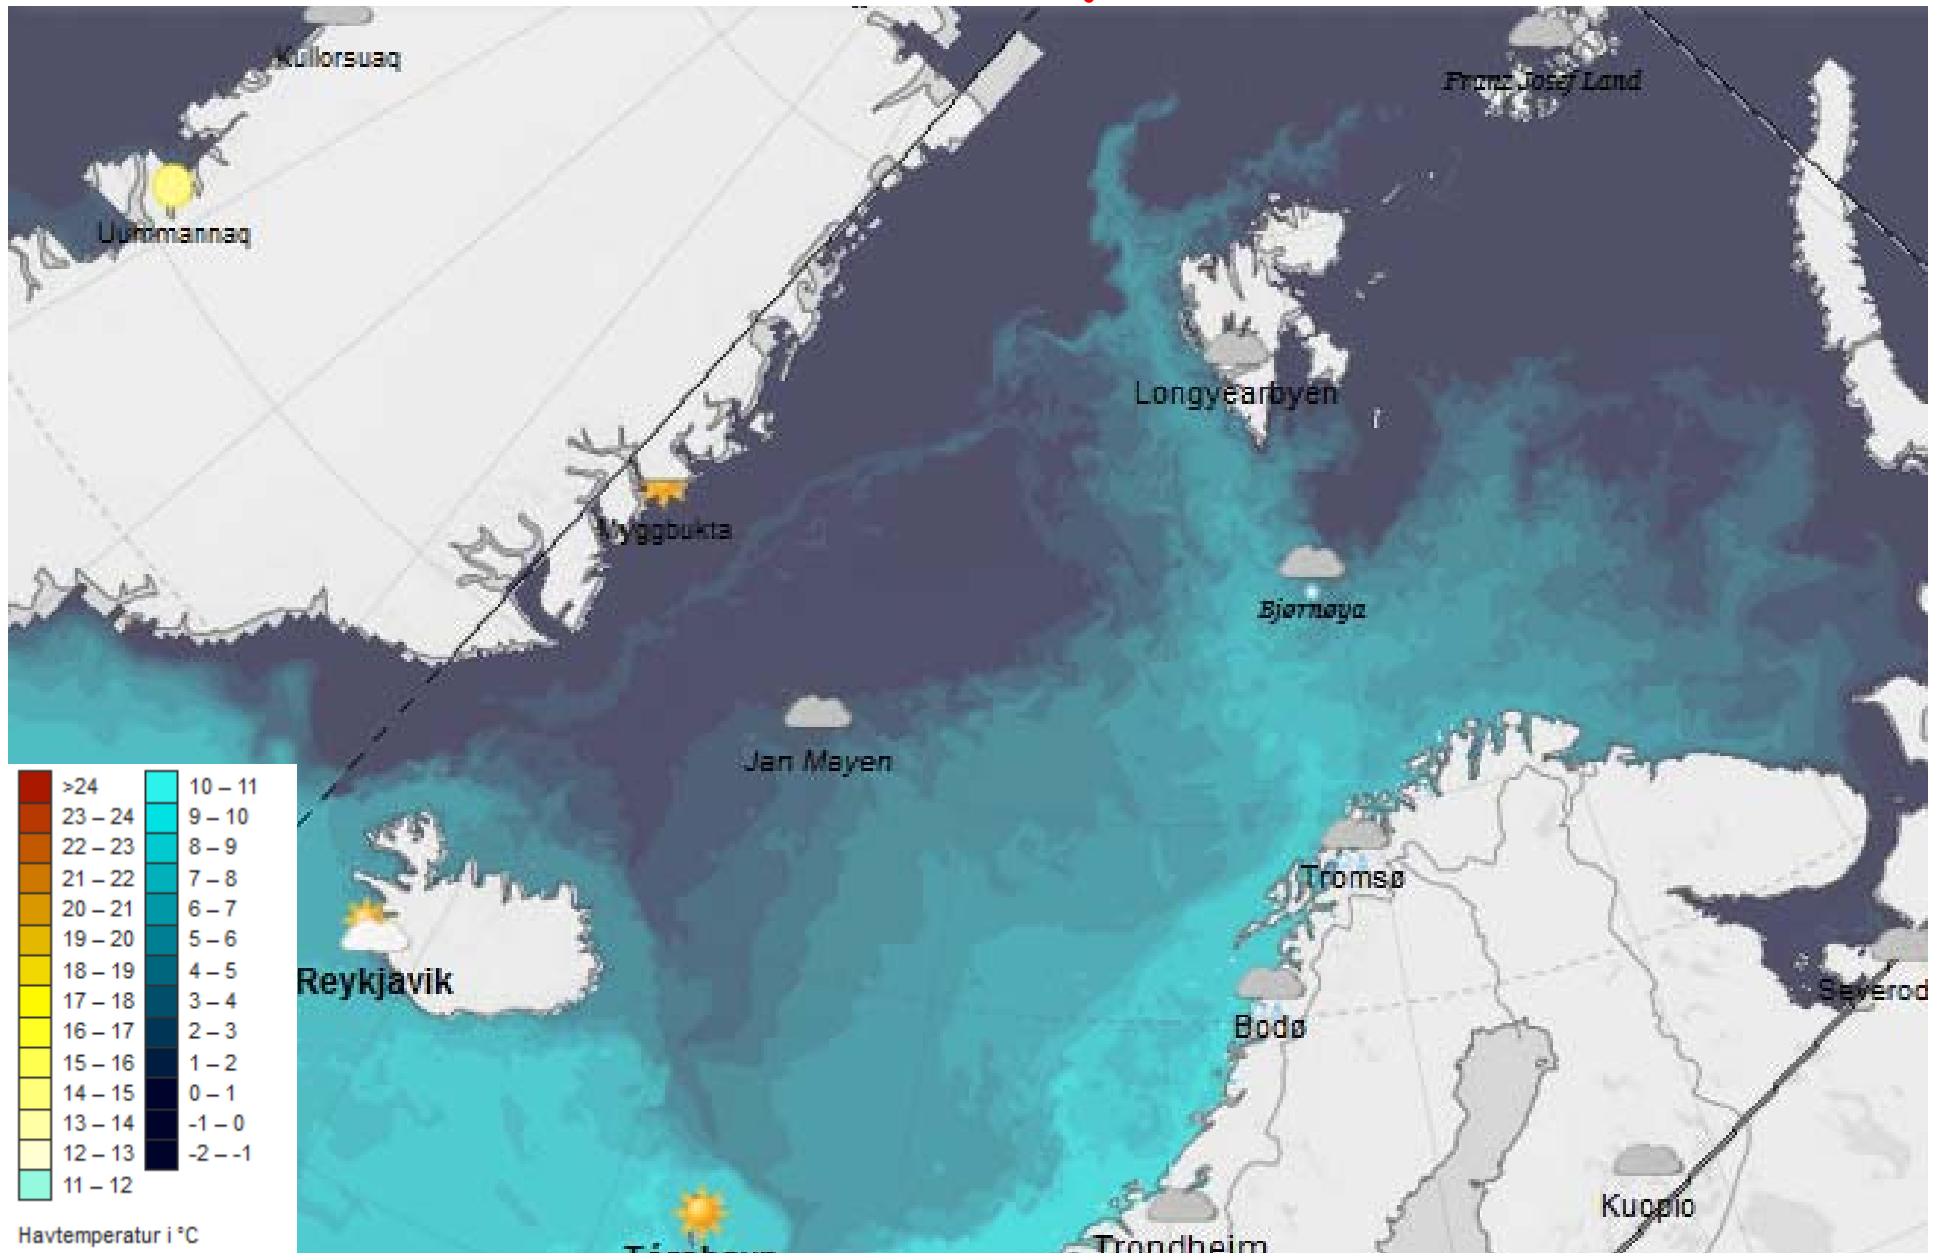 Kullorsuaq
Franz Josef Land
Uummannaq
Longyearbyen
Myggbukta
Bjørnøya
Jan Mayen
>24
23 – 24
22 – 23
21 – 22
20 – 21
19 – 20
18 – 19
17 – 18
16 – 17
15 – 16
14 – 15
13 – 14
12 – 13
11 – 12
10 – 11
9 – 10
8 – 9
7 – 8
6 – 7
5 – 6
4 – 5
3 – 4
2 – 3
1 – 2
0 – 1
-1 – 0
-2 – -1
Havtemperatur i °C
Tromsø
Reykjavik
Severod
Bodø
Kuopio
Tórshavn
Trondheim